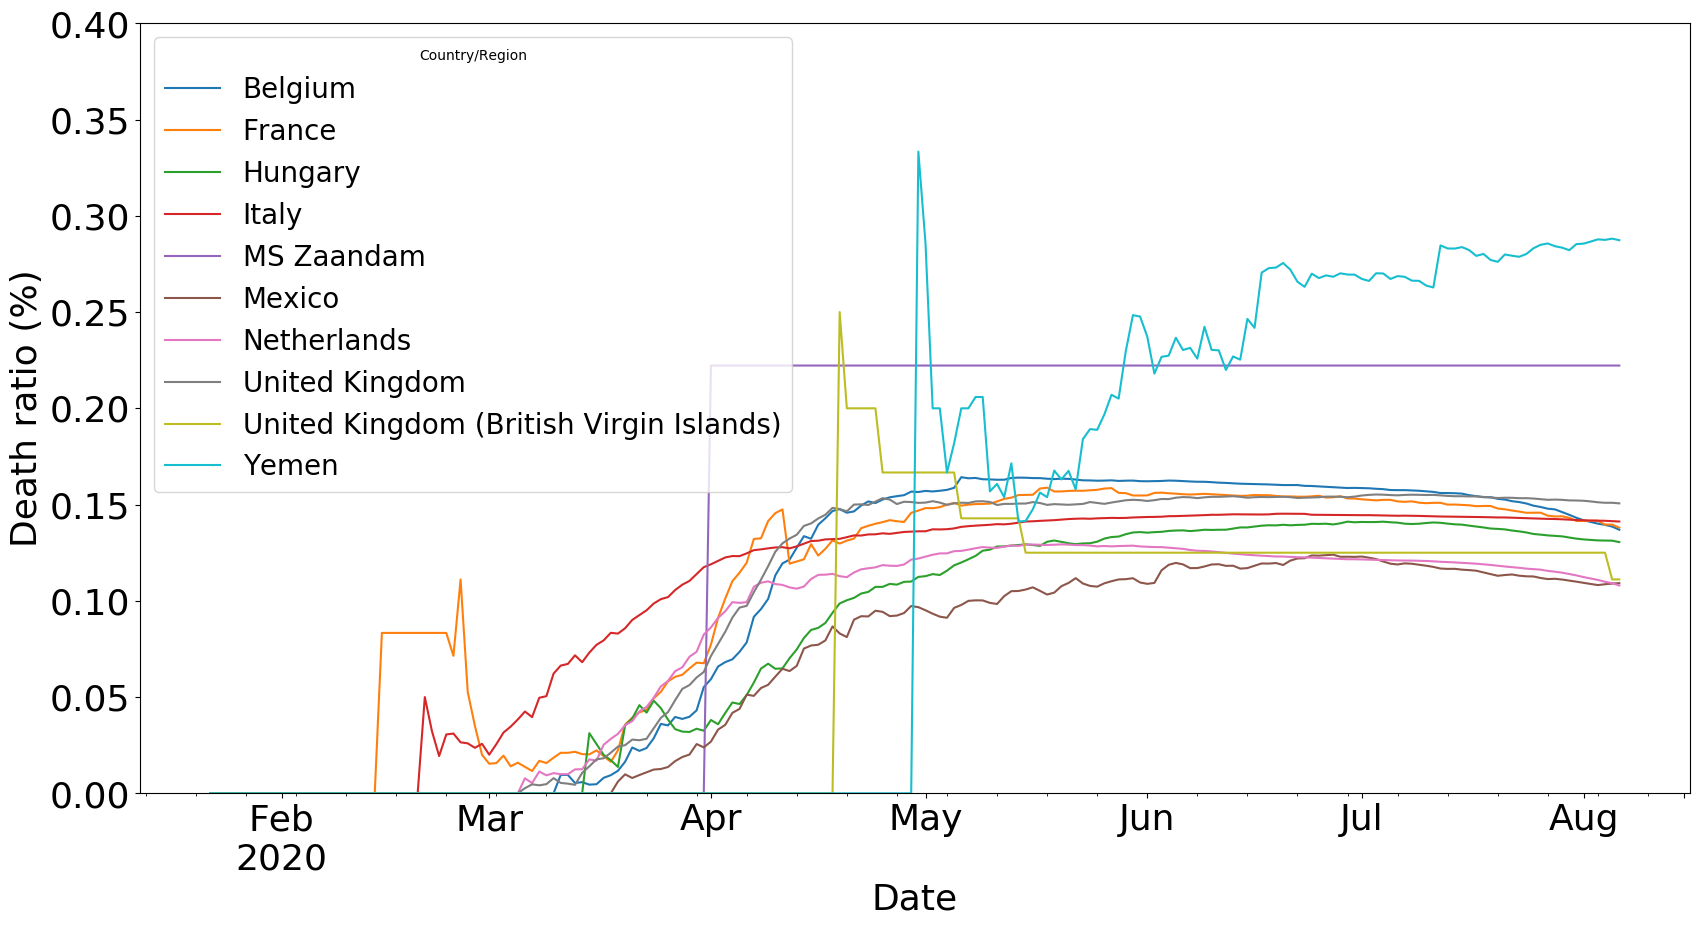 0.40
0.35
0.30
0.25
0.20
0.15
0.10
0.05
0.00
Death ratio (%)
Country/Region
Belgium
France
Hungary
Italy
MS Zaandam
Mexico
Netherlands
United Kingdom
United Kingdom (British Virgin Islands)
Yemen
Feb Mar Apr May Jun Jul Aug
2020
Date